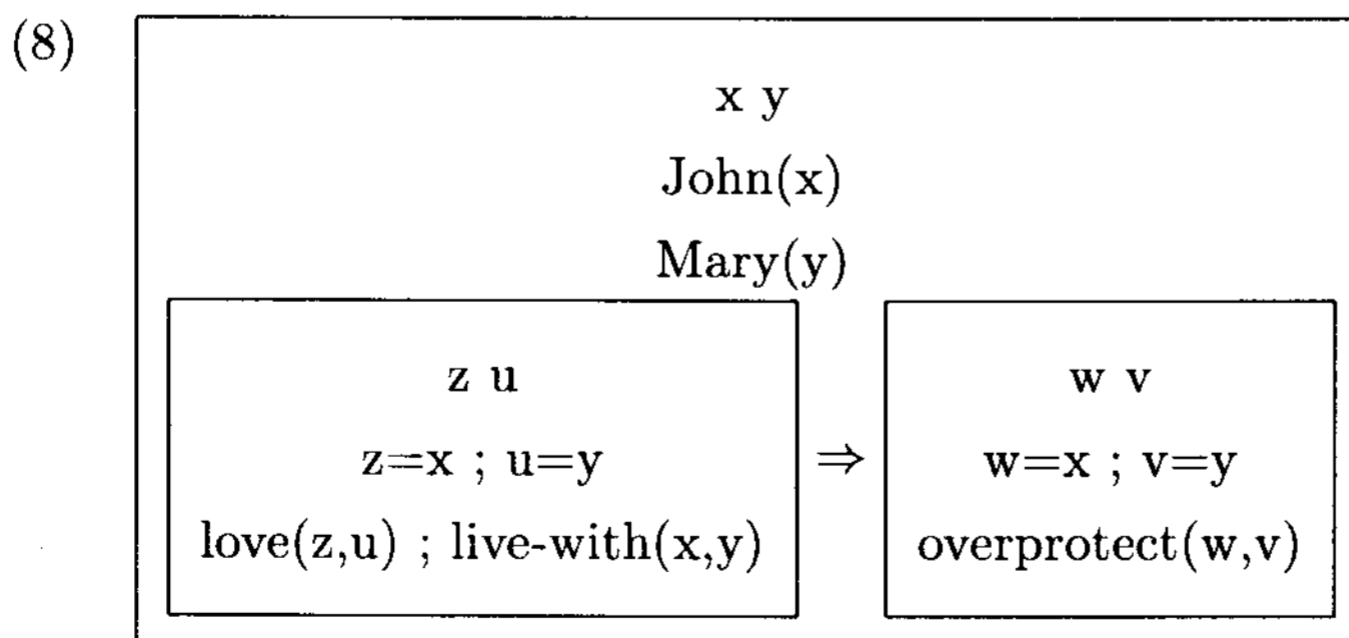 (8)
x y
John(x)
Mary(y)
z u
z=x ; u=y
love(z,u) ; live-with(x,y)
⇒
w v
w=x ; v=y
overprotect(w,v)